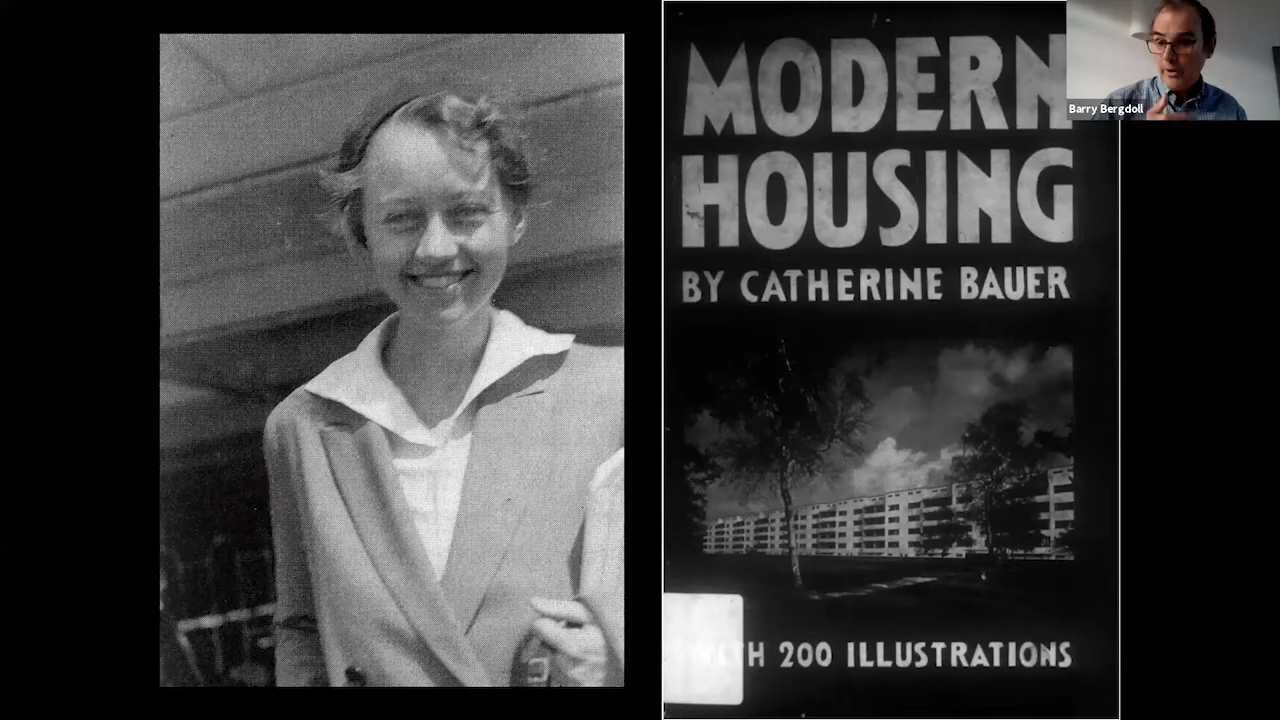 MODERN
HOUSING
BY CATHERINE BAUER
WITH 200 ILLUSTRATIONS
Barry Bergdoll